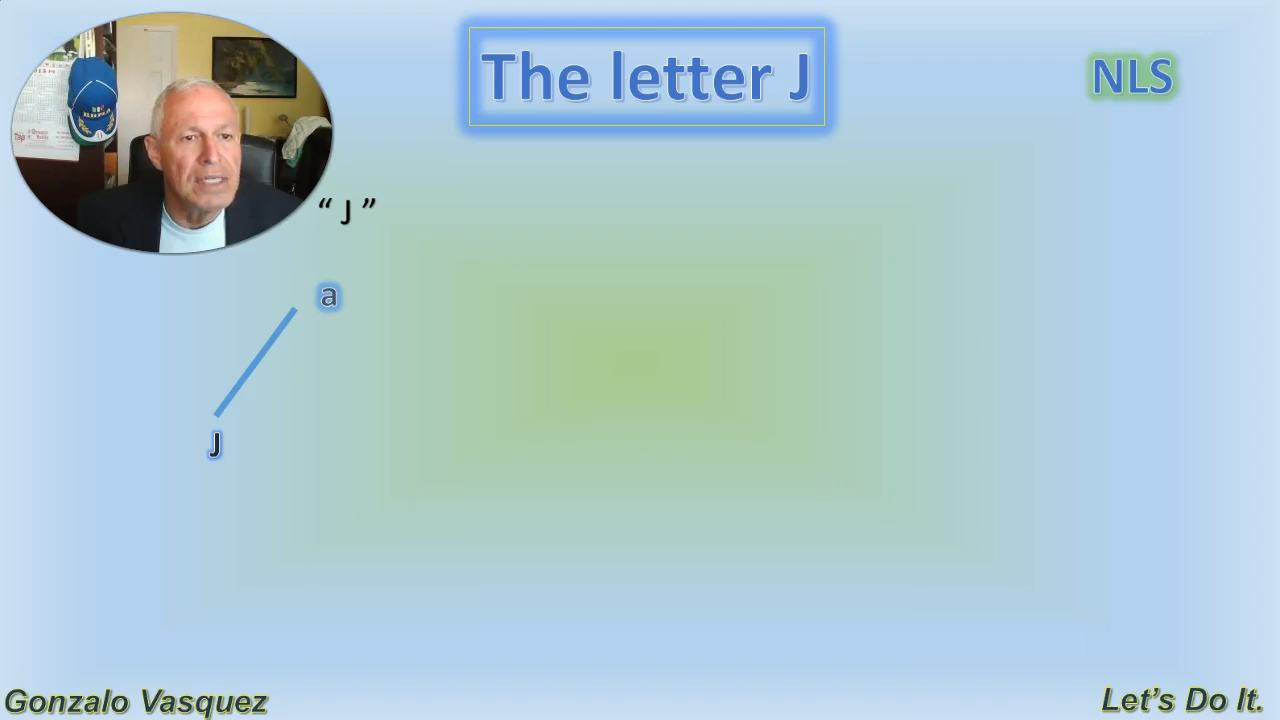 The letter J
NLS
“ J ”
a
J
Gonzalo Vasquez
Let’s Do It.